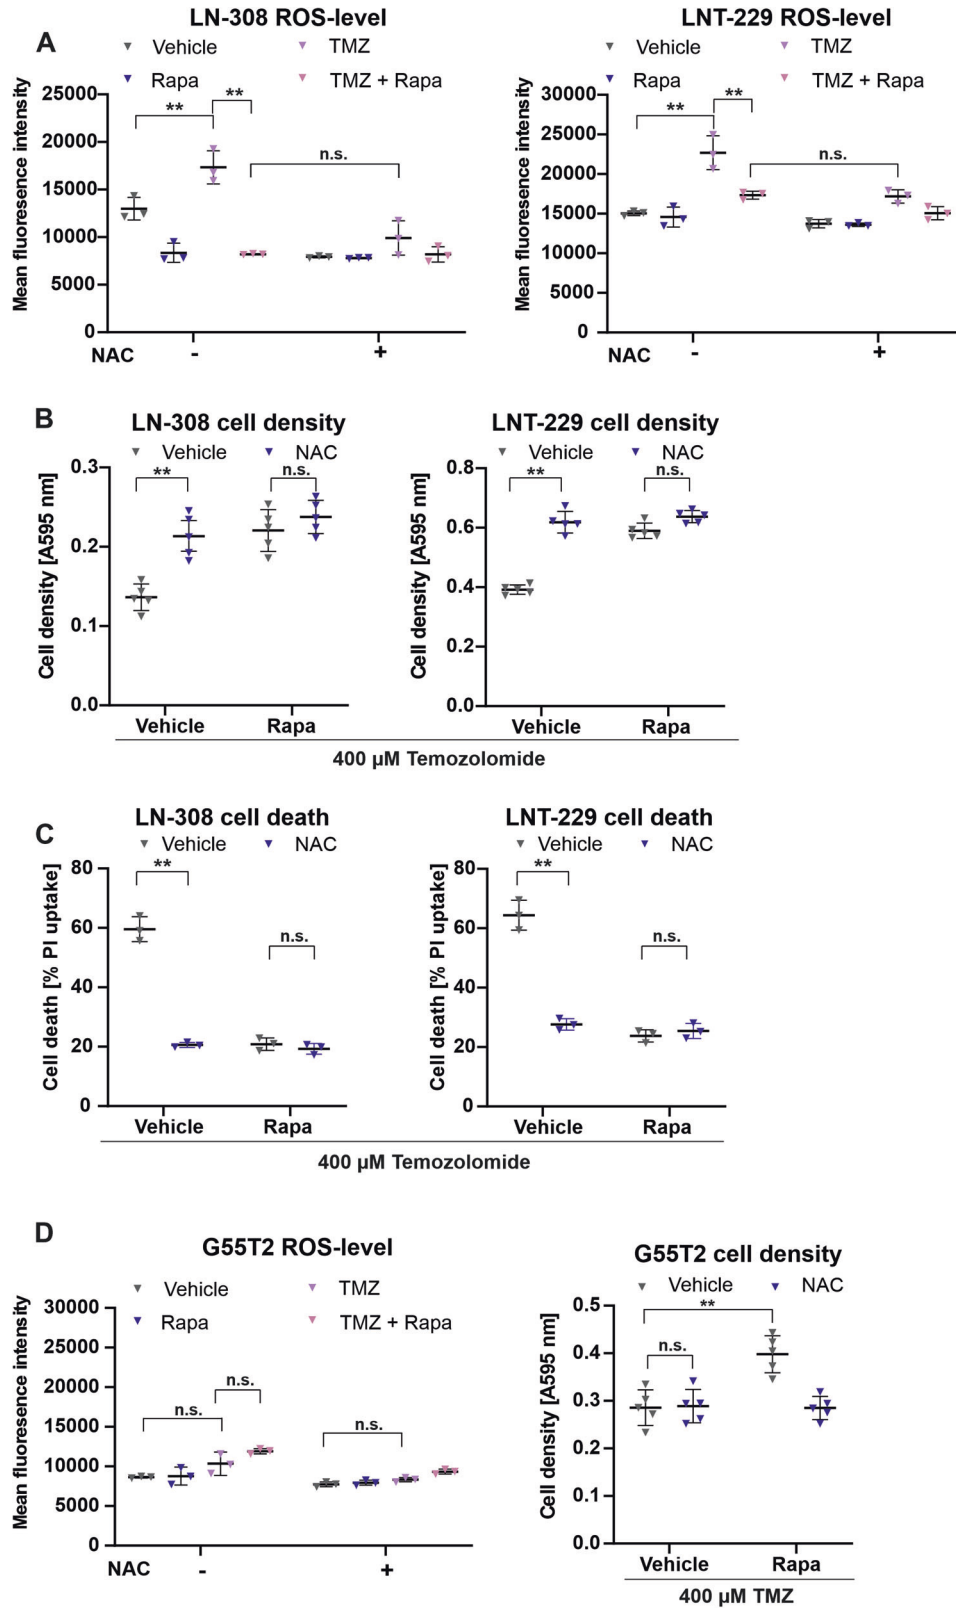 A
LN-308 ROS-level
Vehicle
TMZ
Rapa
TMZ + Rapa
Mean fluoresence intensity
25000
20000
15000
10000
5000
0
**
**
n.s.
NAC
-
+
LNT-229 ROS-level
Vehicle
TMZ
Rapa
TMZ + Rapa
Mean fluoresence intensity
30000
25000
20000
15000
10000
5000
0
**
**
n.s.
-
+
B
LN-308 cell density
Vehicle
NAC
Cell density [A595 nm]
0.3
0.2
0.1
0.0
**
n.s.
Vehicle
Rapa
LNT-229 cell density
Vehicle
NAC
Cell density [A595 nm]
0.8
0.6
0.4
0.2
0.0
**
n.s.
Vehicle
Rapa
400 µM Temozolomide
C
LN-308 cell death
Vehicle
NAC
Cell death [% PI uptake]
80
60
40
20
0
**
n.s.
Vehicle
Rapa
LNT-229 cell death
Vehicle
NAC
Cell death [% PI uptake]
80
60
40
20
0
**
n.s.
Vehicle
Rapa
400 µM Temozolomide
D
G55T2 ROS-level
Vehicle
TMZ
Rapa
TMZ + Rapa
Mean fluoresence intensity
30000
25000
20000
15000
10000
5000
0
n.s.
n.s.
n.s.
NAC
-
+
G55T2 cell density
Vehicle
NAC
Cell density [A595 nm]
0.5
0.4
0.3
0.2
0.1
0.0
**
n.s.
Vehicle
Rapa
400 µM TMZ